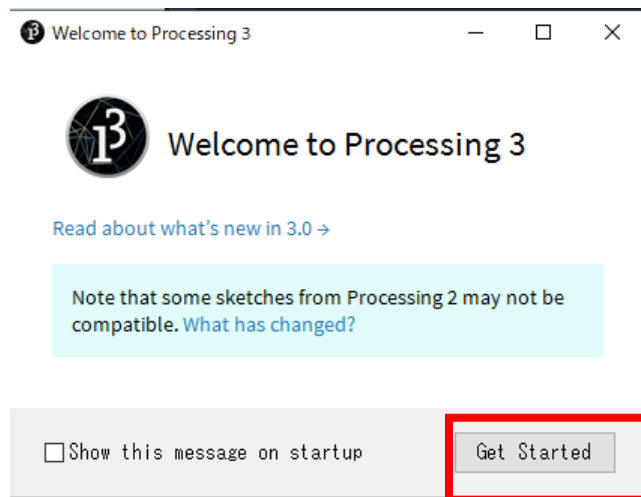 Welcome to Processing 3
Welcome to Processing 3
Read about what's new in 3.0 →
Note that some sketches from Processing 2 may not be
compatible. What has changed?
Show this message on startup
Get Started